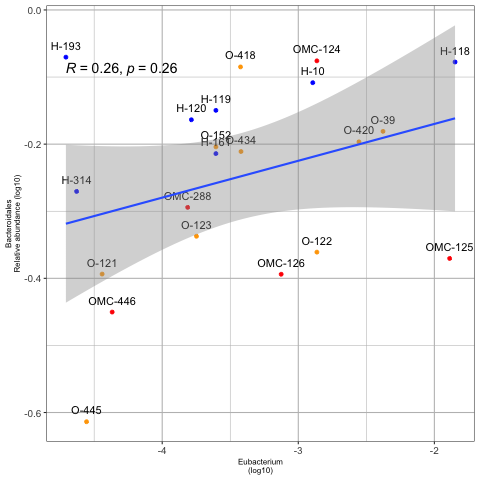 0.0
-0.2
-0.4
-0.6
Bacteroidales
Relative abundance (log10)
H-193
R = 0.26, p = 0.26
O-418
OMC-124
H-118
H-10
H-119
H-120
O-39
O-420
O-152
H-161
O-434
H-314
OMC-288
O-123
O-122
OMC-125
O-121
OMC-126
OMC-446
O-445
-4
-3
-2
Eubacterium
(log10)